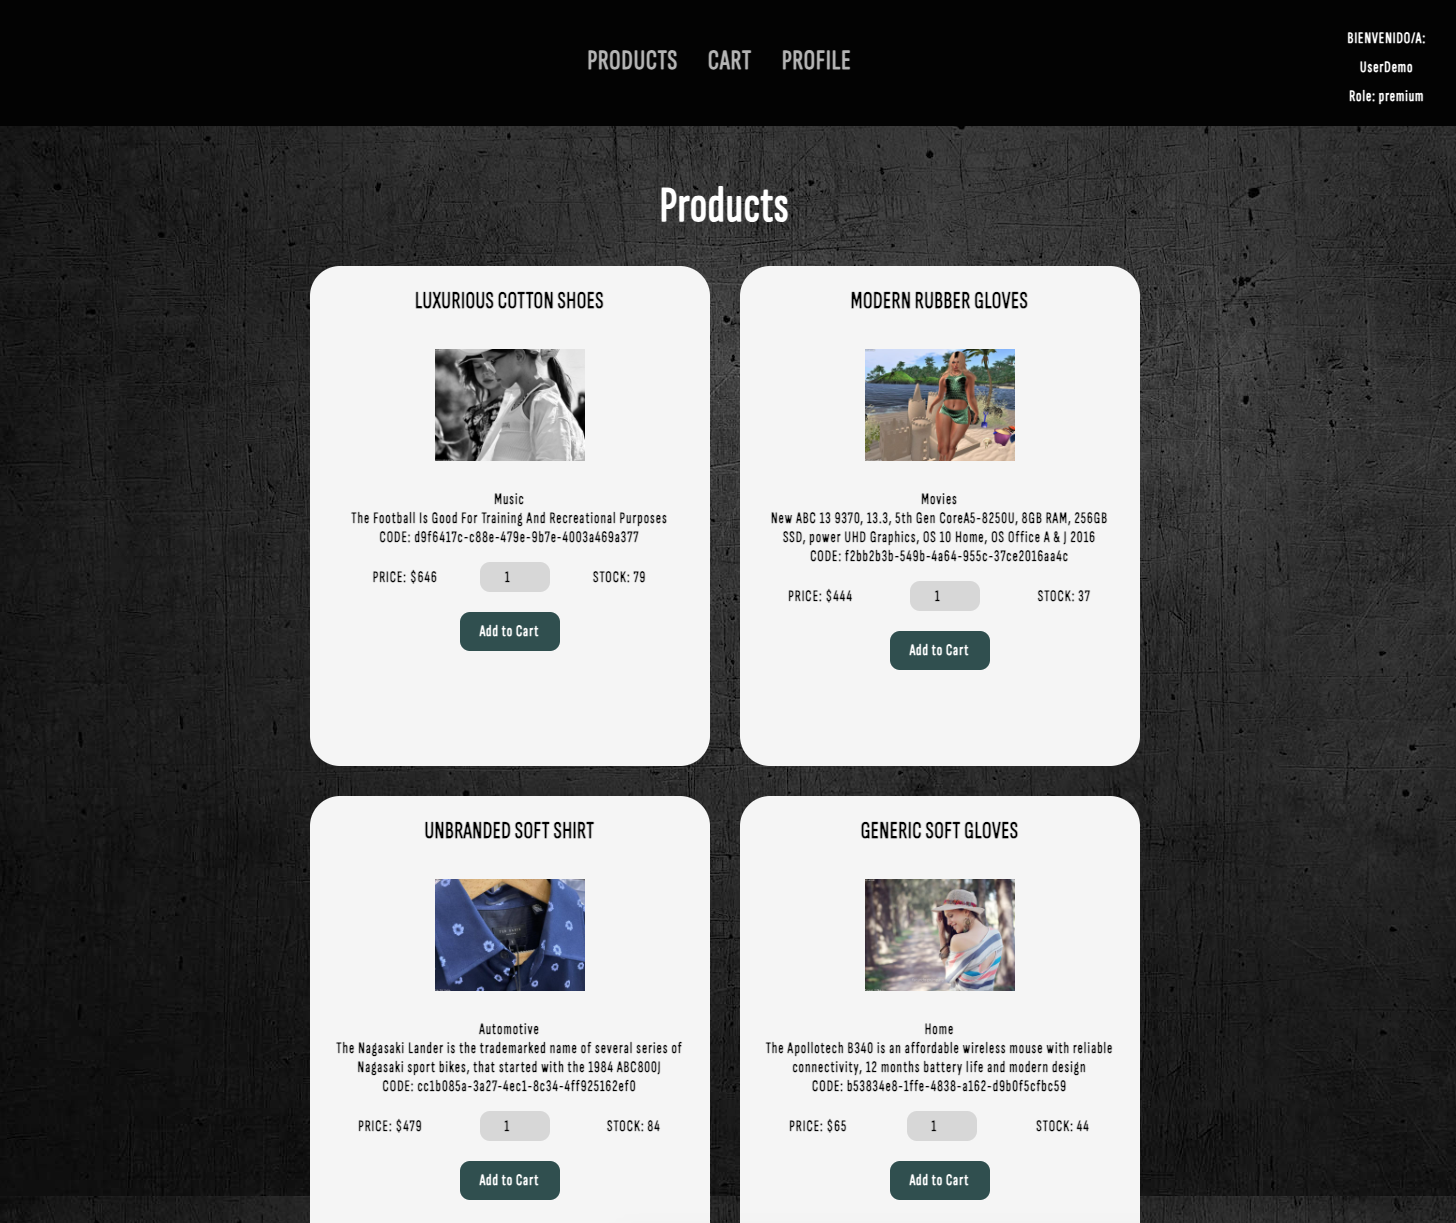 PRODUCTS CART PROFILE
BIENVENIDO/A:
UserDemo
Role: premium
Products
LUXURIOUS COTTON SHOES
Music
The Football Is Good For Training And Recreational Purposes
CODE: d9f6417c-c88e-479e-9b7e-4003a469a377
PRICE: $646 1 STOCK: 79
Add to Cart
MODERN RUBBER GLOVES
Movies
New ABC 13 9370, 13.3, 5th Gen CoreA5-8250U, 8GB RAM, 256GB
SSD, power UHD Graphics, OS 10 Home, OS Office A & J 2016
CODE: f2bb2b3b-549b-4a64-955c-37ce2016aa4c
PRICE: $444 1 STOCK: 37
Add to Cart
UNBRANDED SOFT SHIRT
Automotive
The Nagasaki Lander is the trademarked name of several series of
Nagasaki sport bikes, that started with the 1984 ABC800J
CODE: cc1b085a-3a27-4ec1-8c34-4ff925162ef0
PRICE: $479 1 STOCK: 84
Add to Cart
GENERIC SOFT GLOVES
Home
The Apollotech B340 is an affordable wireless mouse with reliable
connectivity, 12 months battery life and modern design
CODE: b53834e8-1ffe-4838-a162-d9b0f5cfbc59
PRICE: $65 1 STOCK: 44
Add to Cart